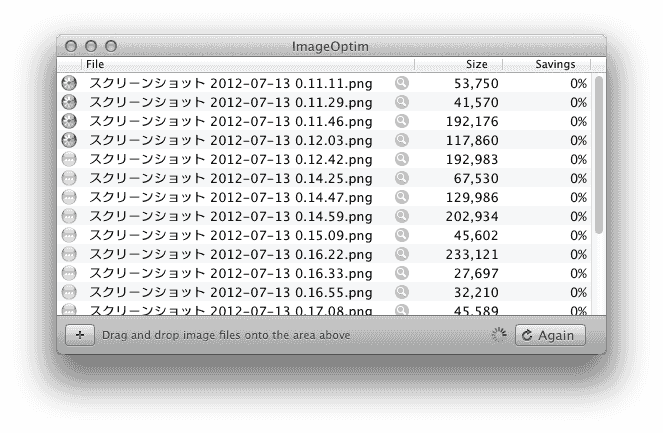 ImageOptim
File Size Savings
スクリーンショット 2012-07-13 0.11.11.png 53,750 0%
スクリーンショット 2012-07-13 0.11.29.png 41,570 0%
スクリーンショット 2012-07-13 0.11.46.png 192,176 0%
スクリーンショット 2012-07-13 0.12.03.png 117,860 0%
スクリーンショット 2012-07-13 0.12.42.png 192,983 0%
スクリーンショット 2012-07-13 0.14.25.png 67,530 0%
スクリーンショット 2012-07-13 0.14.47.png 129,986 0%
スクリーンショット 2012-07-13 0.14.59.png 202,934 0%
スクリーンショット 2012-07-13 0.15.09.png 45,602 0%
スクリーンショット 2012-07-13 0.16.22.png 233,121 0%
スクリーンショット 2012-07-13 0.16.33.png 27,697 0%
スクリーンショット 2012-07-13 0.16.55.png 32,210 0%
スクリーンショット 2012-07-13 0.17.08.png 45,589 0%
+ Drag and drop image files onto the area above Again